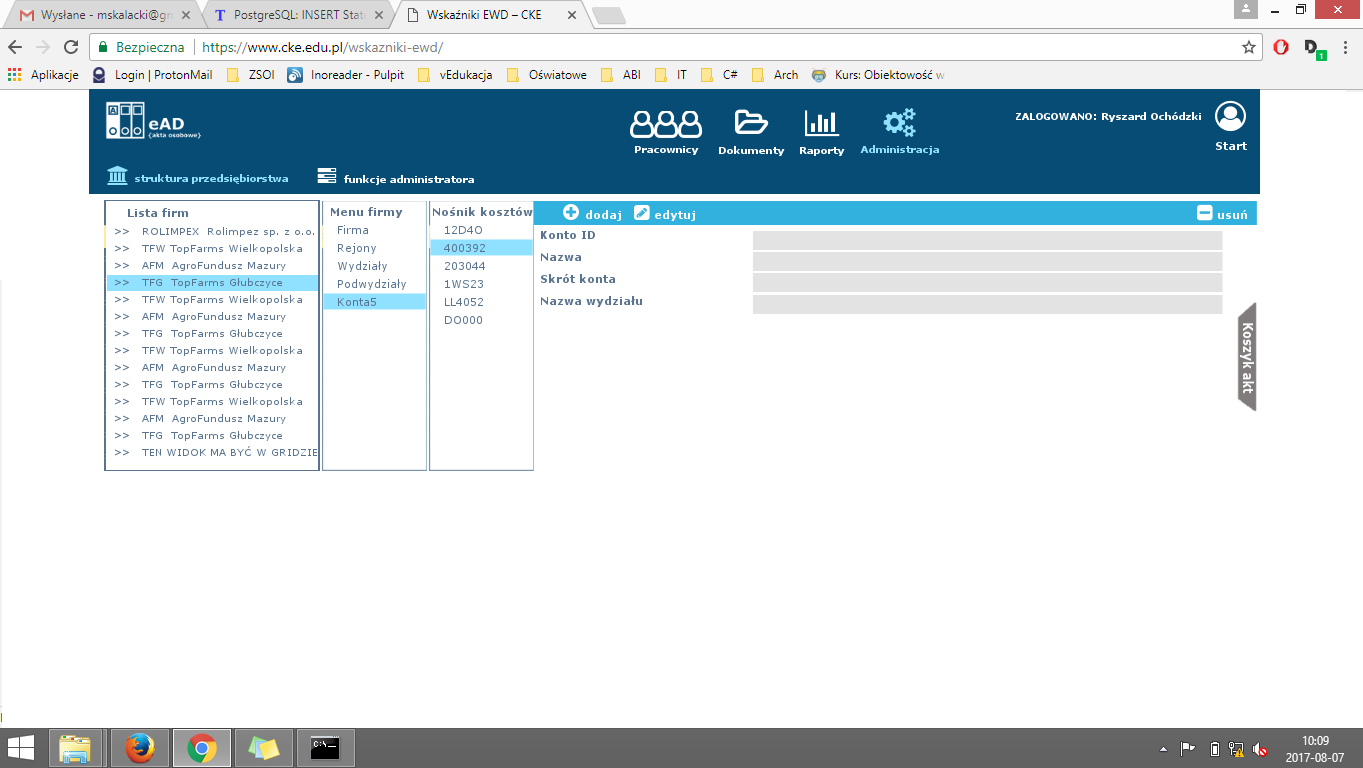 Wysłane - mskalacki@gm
PostgreSQL: INSERT Stat
Wskaźniki EWD – CKE
Bezpieczna
https://www.cke.edu.pl/wskazniki-ewd/
Aplikacje
Login | ProtonMail
ZSOI
Inoreader - Pulpit
vEdukacja
Oświatowe
ABI
IT
C#
Arch
Kurs: Obiektowość w
eAD
{akta osobowe}
Pracownicy
Dokumenty
Raporty
Administracja
ZALOGOWANO: Ryszard Ochódzki
Start
struktura przedsiębiorstwa
funkcje administratora
Lista firm
>> ROLIMPEX Rolimpez sp. z o.o.
>> TFW TopFarms Wielkopolska
>> AFM AgroFundusz Mazury
>> TFG TopFarms Głubczyce
>> TFW TopFarms Wielkopolska
>> AFM AgroFundusz Mazury
>> TFG TopFarms Głubczyce
>> TFW TopFarms Wielkopolska
>> AFM AgroFundusz Mazury
>> TFG TopFarms Głubczyce
>> TFW TopFarms Wielkopolska
>> AFM AgroFundusz Mazury
>> TFG TopFarms Głubczyce
>> TEN WIDOK MA BYĆ W GRIDZIE
Menu firmy
Firma
Rejony
Wydziały
Podwydziały
Konta5
Nośnik kosztów
12D4O
400392
203044
1WS23
LL4052
DO000
dodaj
edytuj
usuń
Konto ID
Nazwa
Skrót konta
Nazwa wydziału
Koszyk akt
10:09
2017-08-07